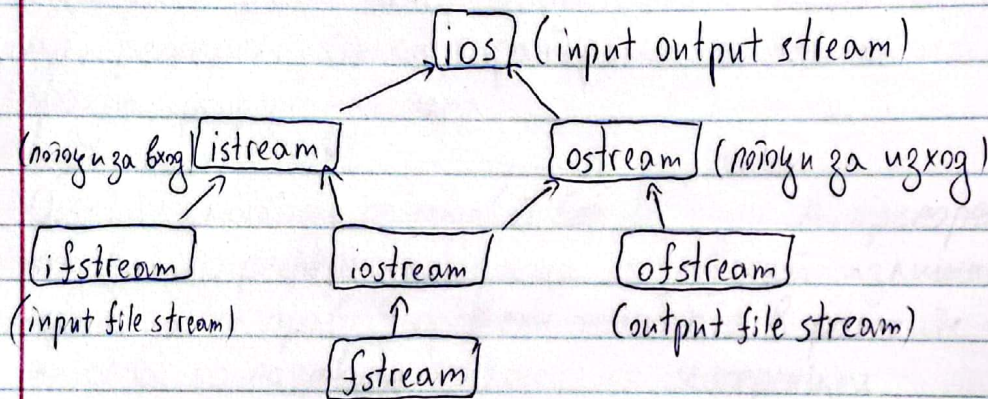 ios (input output stream)
(потоци за вход) istream ostream (потоци за изход)
ifstream iostream ofstream
(input file stream) (output file stream)
fstream